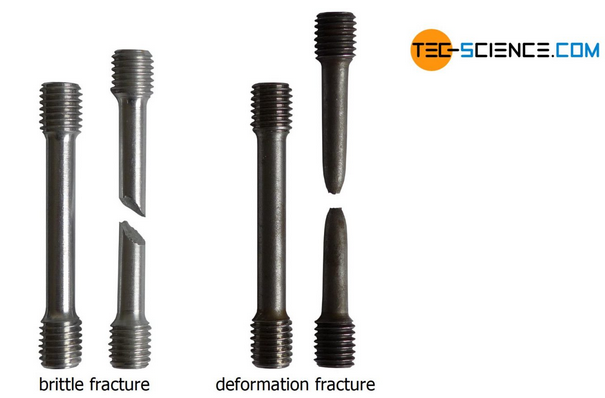 TEC-SCIENCE.COM
brittle fracture
deformation fracture